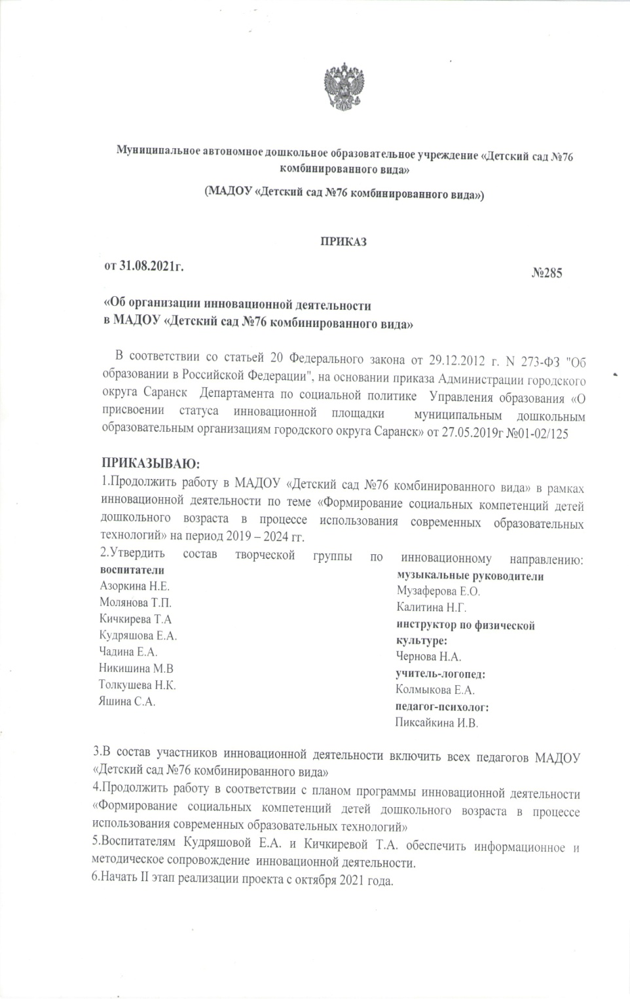 Муниципальное автономное дошкольное образовательное учреждение «Детский сад №76
комбинированного вида»
(МАДОУ «Детский сад №76 комбинированного вида»)
ПРИКАЗ
от 31.08.2021г.
№285
«Об организации инновационной деятельности
в МАДОУ «Детский сад №76 комбинированного вида»
В соответствии со статьей 20 Федерального закона от 29.12.2012 г. N 273-ФЗ "Об
образовании в Российской Федерации", на основании приказа Администрации городского
округа Саранск Департамента по социальной политике Управления образования «О
присвоении статуса инновационной площадки муниципальным дошкольным
образовательным организациям городского округа Саранск» от 27.05.2019г №01-02/125
ПРИКАЗЫВАЮ:
1.Продолжить работу в МАДОУ «Детский сад №76 комбинированного вида» в рамках
инновационной деятельности по теме «Формирование социальных компетенций детей
дошкольного возраста в процессе использования современных образовательных
технологий» на период 2019 – 2024 гг.
2.Утвердить состав творческой группы по инновационному направлению:
воспитатели
Азоркина Н.Е.
Молянова Т.П.
Кичкирева Т.А
Кудряшова Е.А.
Чадина Е.А.
Никишина М.В
Толкушева Н.К.
Яшина С.А.
музыкальные руководители
Музаферова Е.О.
Калитина Н.Г.
инструктор по физической
культуре:
Чернова Н.А.
учитель-логопед:
Колмыкова Е.А.
педагог-психолог:
Пиксайкина И.В.
3.В состав участников инновационной деятельности включить всех педагогов МАДОУ
«Детский сад №76 комбинированного вида»
4.Продолжить работу в соответствии с планом программы инновационной деятельности
«Формирование социальных компетенций детей дошкольного возраста в процессе
использования современных образовательных технологий»
5.Воспитателям Кудряшовой Е.А. и Кичкиревой Т.А. обеспечить информационное и
методическое сопровождение инновационной деятельности.
6.Начать II этап реализации проекта с октября 2021 года.